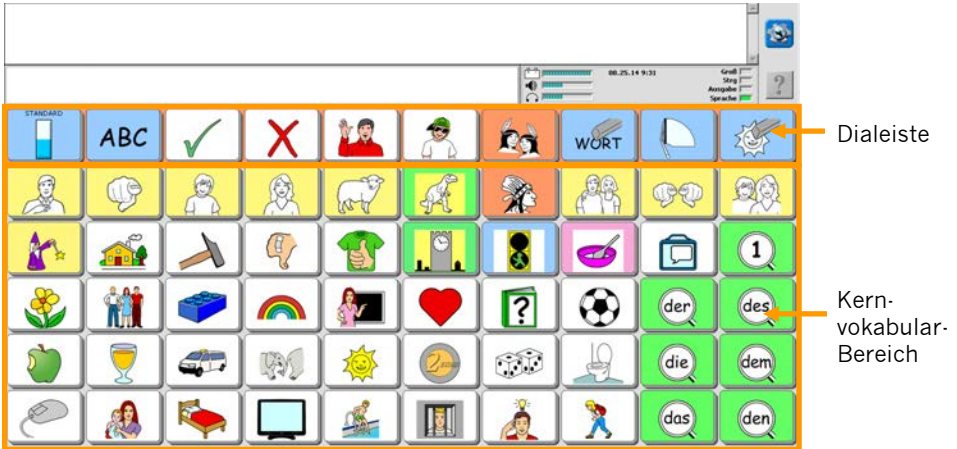 08.25.14 9:31
Groß
Strg
Ausgabe
Sprache
?
STANDARD
ABC
WORT
Dialeiste
1
?
der
des
Kern-
vokabular-
Bereich
2
die
dem
das
den